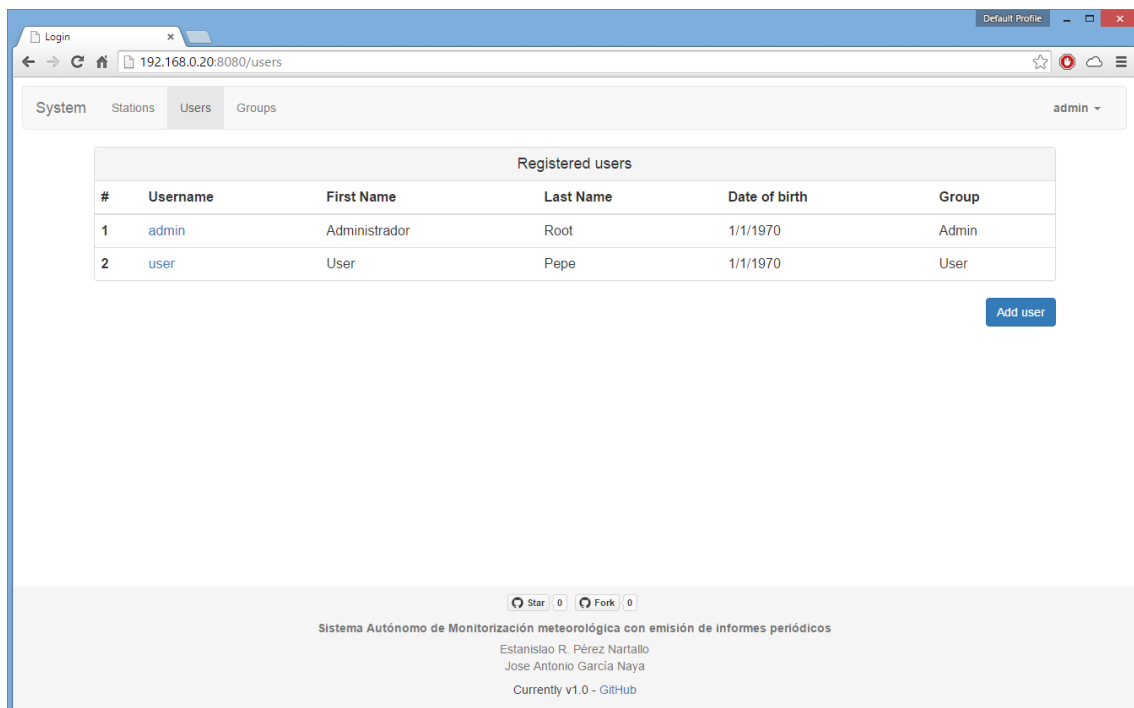 Default Profile
Login
192.168.0.20:8080/users
System Stations Users Groups admin
Registered users
# Username First Name Last Name Date of birth Group
1 admin Administrador Root 1/1/1970 Admin
2 user User Pepe 1/1/1970 User
Add user
Star 0 Fork 0
Sistema Autónomo de Monitorización meteorológica con emisión de informes periódicos
Estanislao R. Pérez Nartallo
Jose Antonio García Naya
Currently v1.0 - GitHub